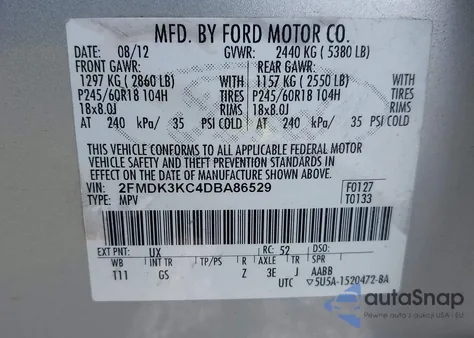 MFD. BY FORD MOTOR CO.
DATE: 08/12 GVWR: 2440 KG ( 5380 LB)
FRONT GAWR: REAR GAWR:
1297 KG ( 2860 LB) 1157 KG ( 2550 LB)
P245/60R18 104H TIRES P245/60R18 104H
18x8.0J RIMS 18x8.0J
AT 240 kPa/ 35 PSI COLD AT 240 kPa/ 35 PSI COLD
THIS VEHICLE CONFORMS TO ALL APPLICABLE FEDERAL MOTOR
VEHICLE SAFETY AND THEFT PREVENTION STANDARDS IN
EFFECT ON THE DATE OF MANUFACTURE SHOWN ABOVE.
VIN: 2FMDK3KC4DBA86529 F0127
TYPE: MPV T0133
EXT PNT: UX RC: 52 DSO:
WB INT TR TP/PS R AXLE TR SPR
T11 GS Z 3E J AABB
UTC ▽5U5A-1520472-BA
autoSnap
Pewne auto z USA i EU